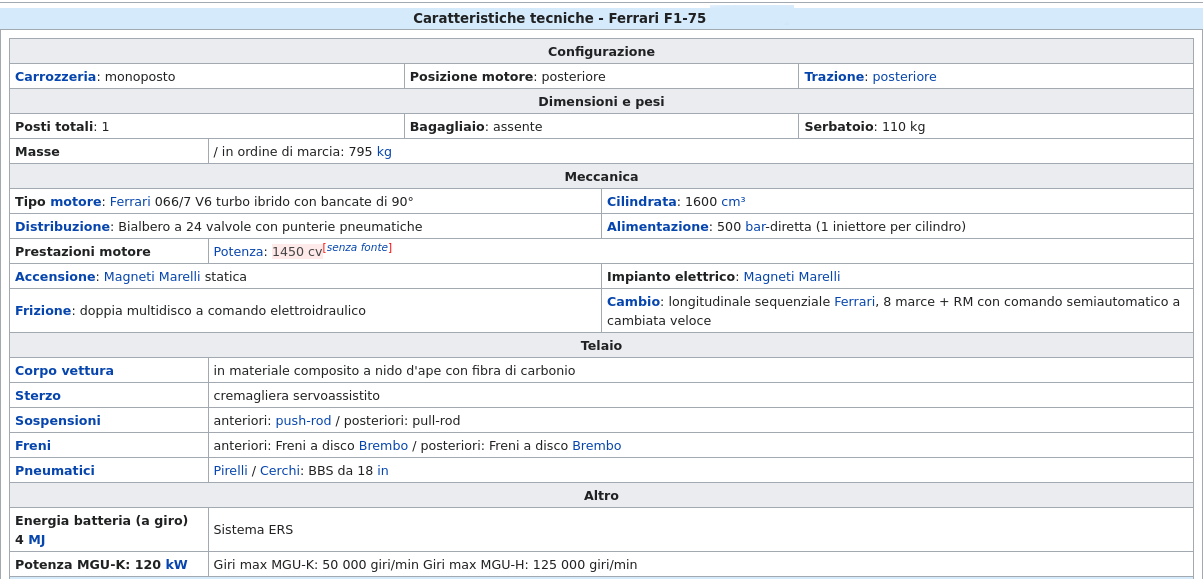 Caratteristiche tecniche - Ferrari F1-75
Configurazione
Carrozzeria: monoposto
Posizione motore: posteriore
Trazione: posteriore
Dimensioni e pesi
Posti totali: 1
Bagagliaio: assente
Serbatoio: 110 kg
Masse
/ in ordine di marcia: 795 kg
Meccanica
Tipo motore: Ferrari 066/7 V6 turbo ibrido con bancate di 90°
Cilindrata: 1600 cm³
Distribuzione: Bialbero a 24 valvole con punterie pneumatiche
Alimentazione: 500 bar-diretta (1 iniettore per cilindro)
Prestazioni motore
Potenza: 1450 cv[senza fonte]
Accensione: Magneti Marelli statica
Impianto elettrico: Magneti Marelli
Frizione: doppia multidisco a comando elettroidraulico
Cambio: longitudinale sequenziale Ferrari, 8 marce + RM con comando semiautomatico a
cambiata veloce
Telaio
Corpo vettura
in materiale composito a nido d'ape con fibra di carbonio
Sterzo
cremagliera servoassistito
Sospensioni
anteriori: push-rod / posteriori: pull-rod
Freni
anteriori: Freni a disco Brembo / posteriori: Freni a disco Brembo
Pneumatici
Pirelli / Cerchi: BBS da 18 in
Altro
Energia batteria (a giro)
4 MJ
Sistema ERS
Potenza MGU-K: 120 kW
Giri max MGU-K: 50 000 giri/min Giri max MGU-H: 125 000 giri/min